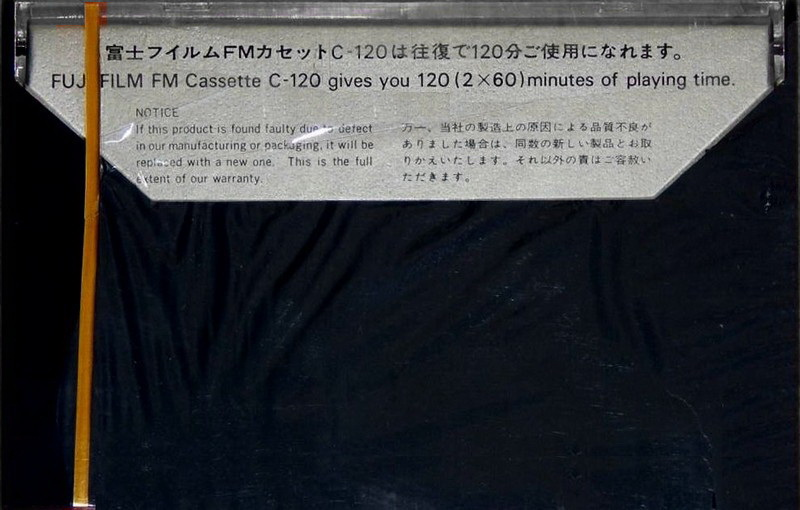 富士フイルムFMカセットC-120は往復で120分ご使用になれます。
FUJI FILM FM Cassette C-120 gives you 120 (2×60) minutes of playing time.
NOTICE
If this product is found faulty due to defect
in our manufacturing or packaging, it will be
replaced with a new one. This is the full
extent of our warranty.
万一、当社の製造上の原因による品質不良が
ありました場合は、同数の新しい製品とお取
りかえいたします。それ以外の責はご容赦い
ただきます。